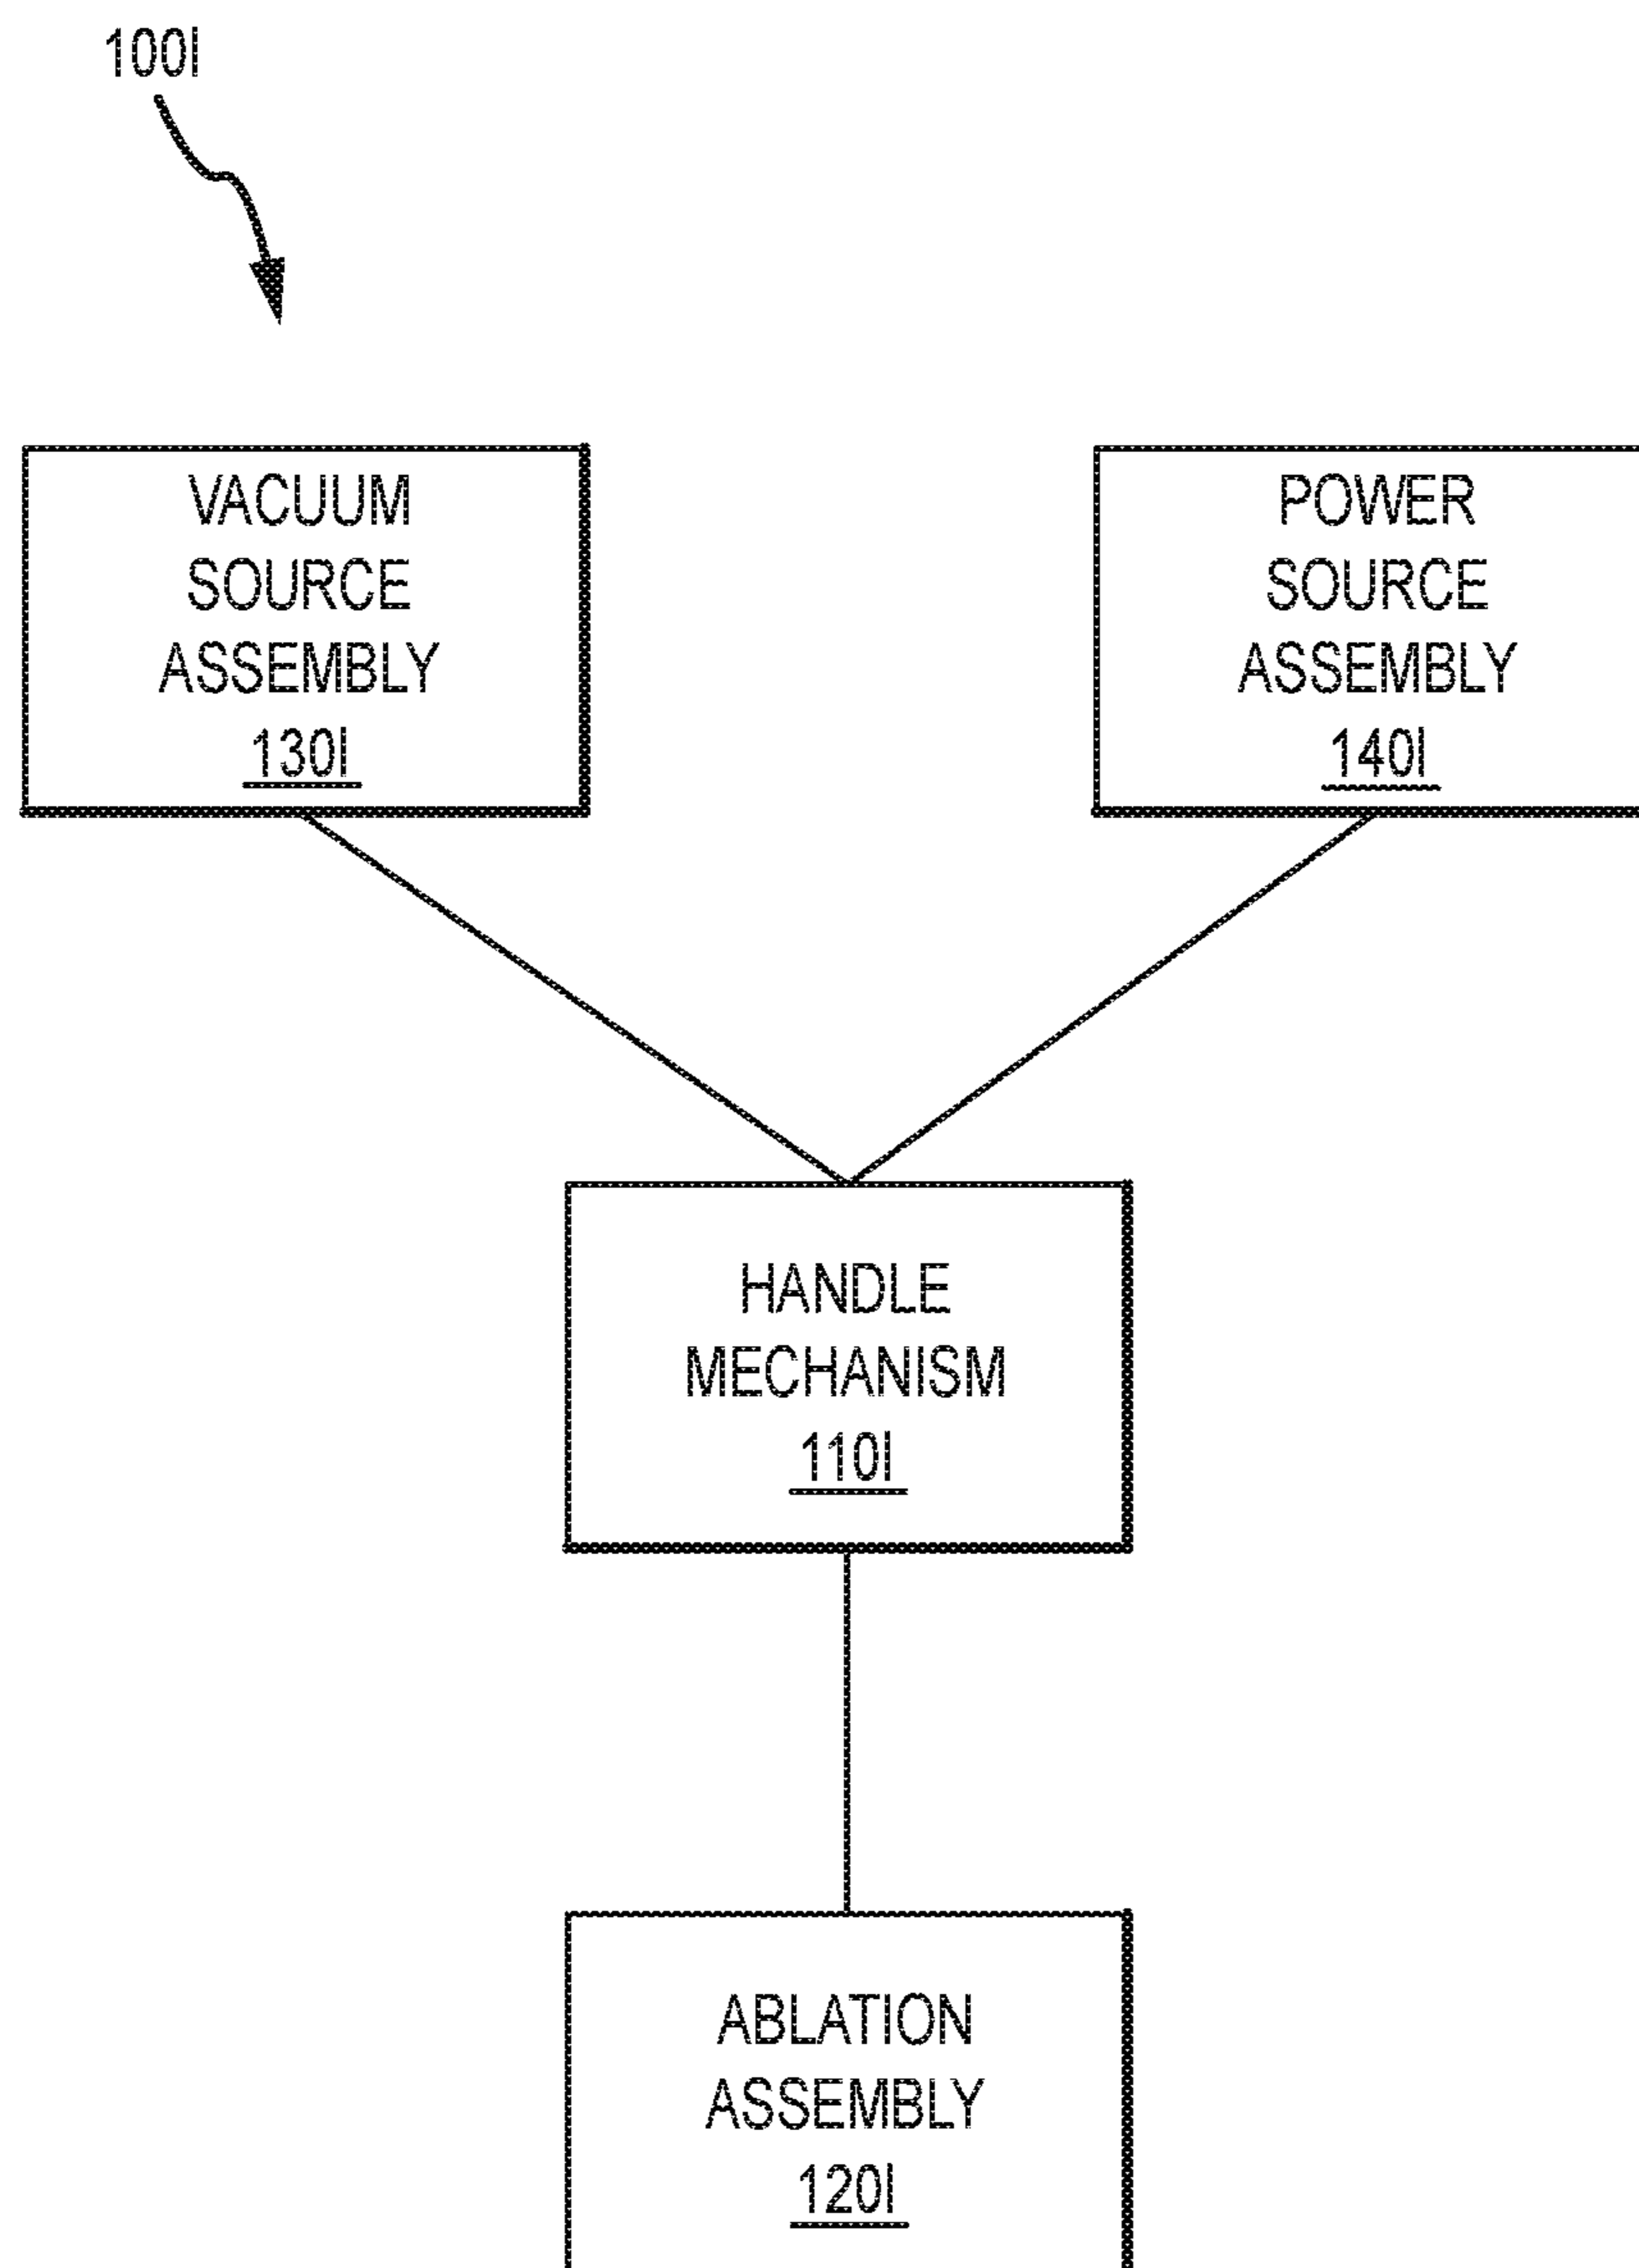 100I
VACUUM
SOURCE
ASSEMBLY
130I
POWER
SOURCE
ASSEMBLY
140I
HANDLE
MECHANISM
110I
ABLATION
ASSEMBLY
120I